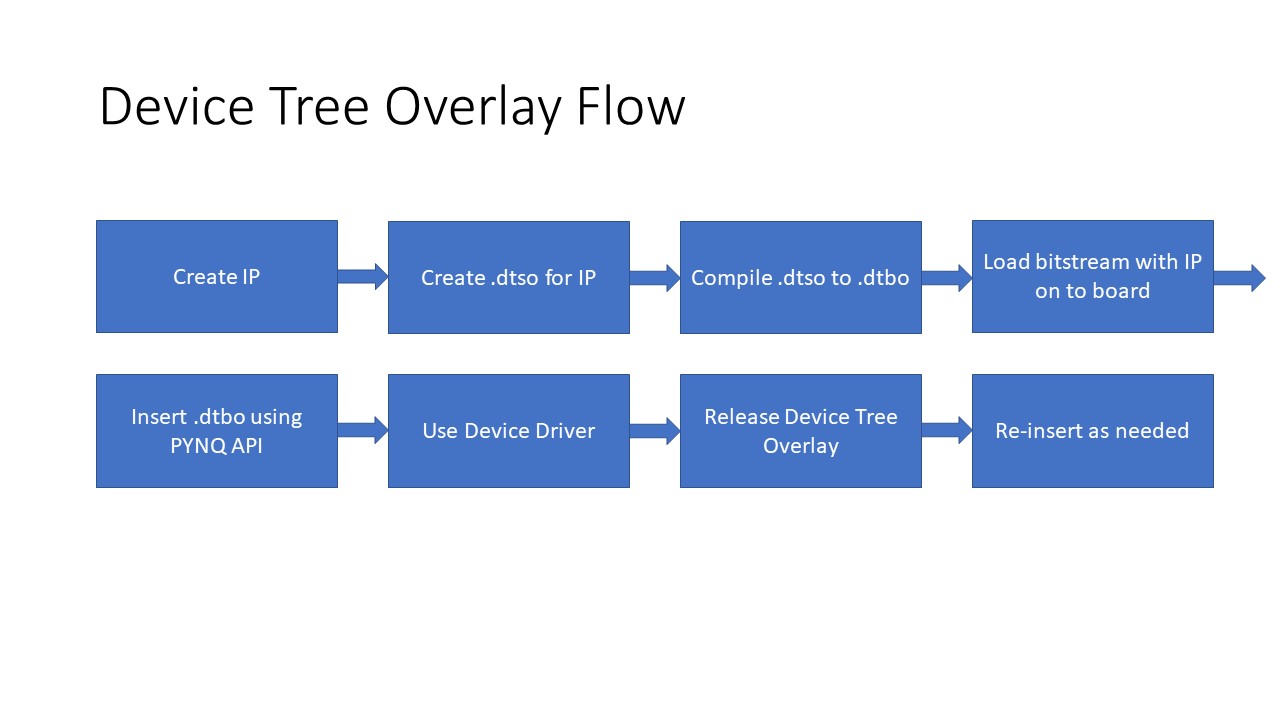 Device Tree Overlay Flow
Create IP
Create .dtso for IP
Compile .dtso to .dtbo
Load bitstream with IP
on to board
Insert .dtbo using
PYNQ API
Use Device Driver
Release Device Tree
Overlay
Re-insert as needed